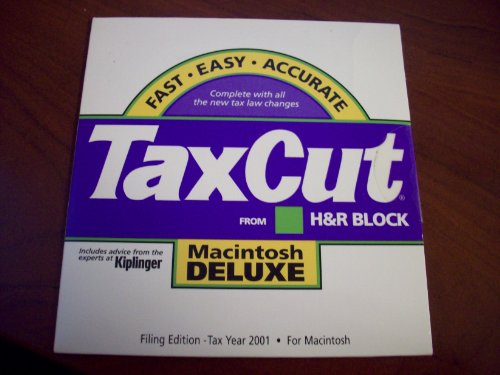 FAST • EASY • ACCURATE
Complete with all
the new tax law changes
TaxCut®
FROM H&R BLOCK
Includes advice from the
experts at Kiplinger
Macintosh
DELUXE
Filing Edition - Tax Year 2001 • For Macintosh